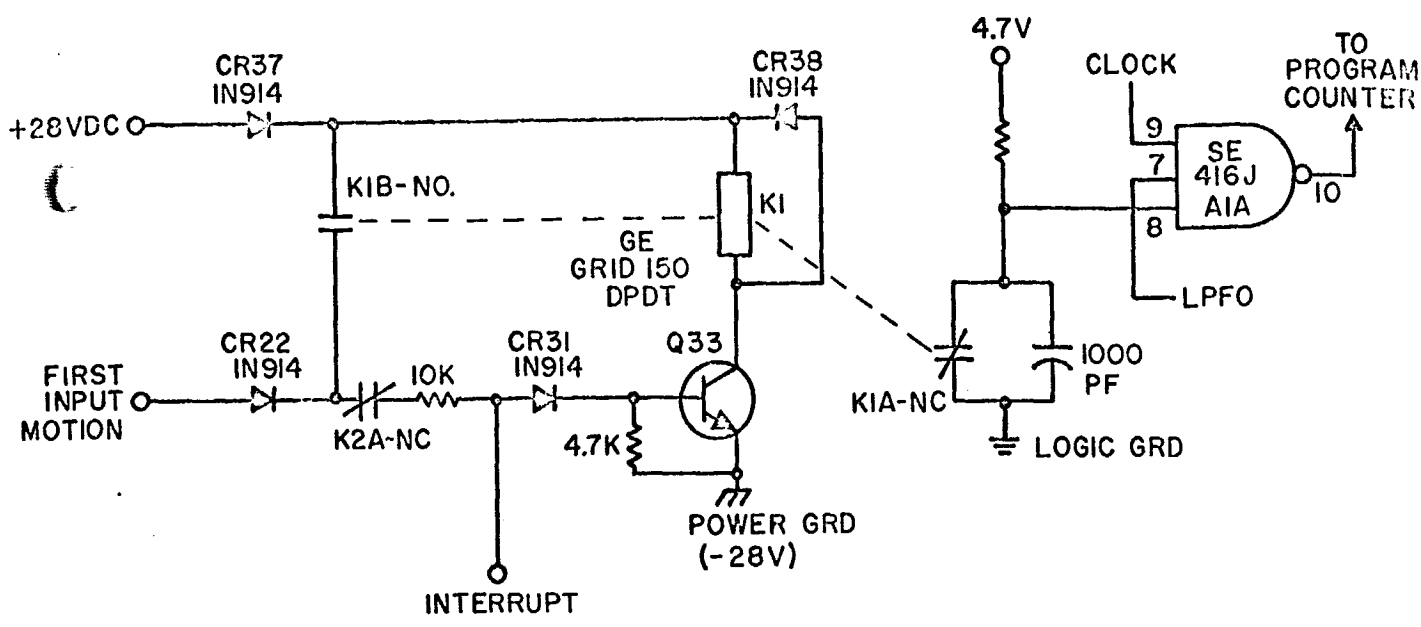 CR37
IN914
+28VDC
K1B-NO.
CR38
IN914
K1
GE
GRID 150
DPDT
FIRST
INPUT
MOTION
CR22
IN914
K2A-NC
10K
CR31
IN914
4.7K
Q33
POWER GRD
(-28V)
INTERRUPT
4.7V
CLOCK
9
7
8
SE
416J
A1A
10
TO
PROGRAM
COUNTER
LPFO
K1A-NC
1000
PF
LOGIC GRD